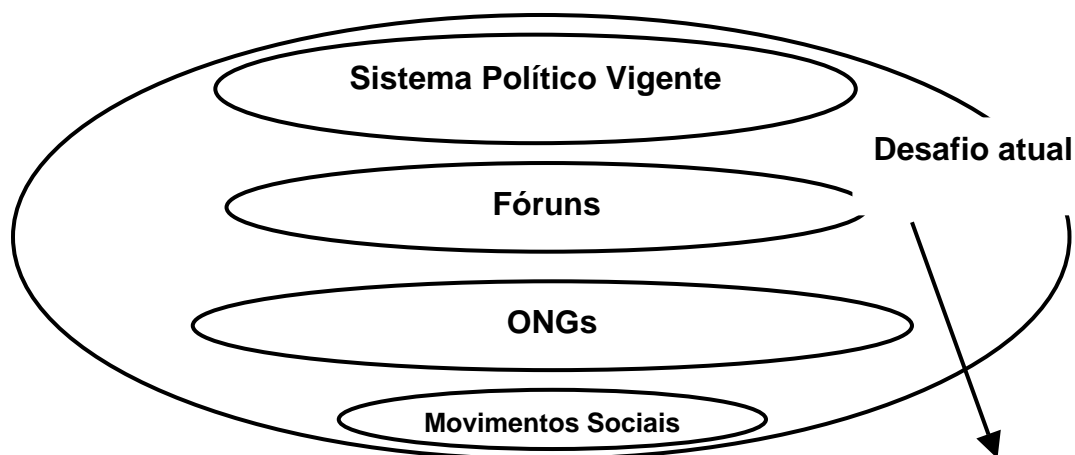 Sistema Político Vigente
Desafio atual
Fóruns
ONGs
Movimentos Sociais